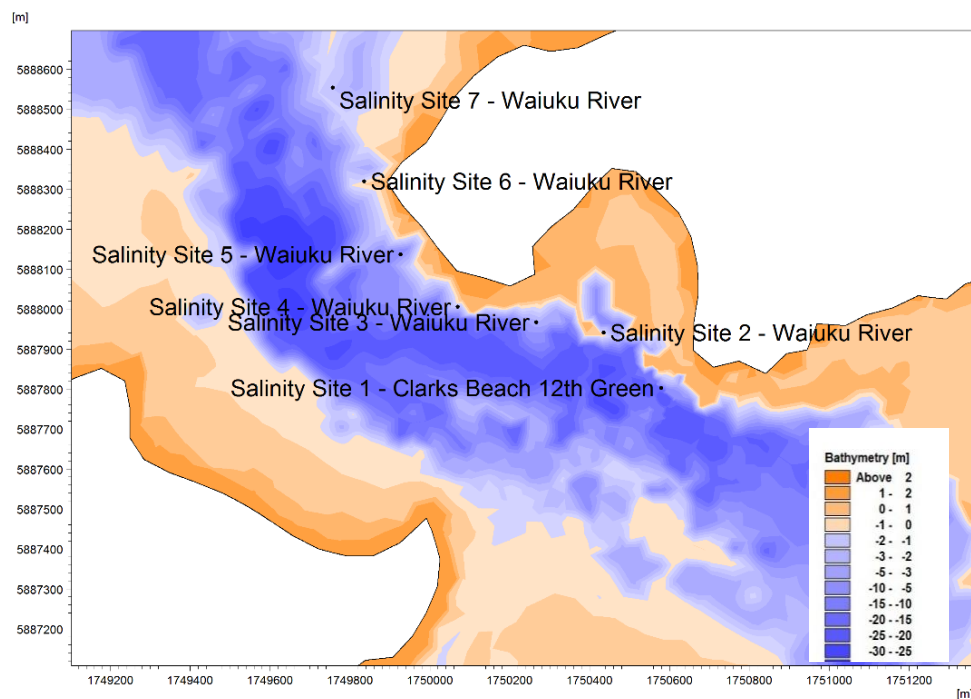 [m]
5888600
5888500
Salinity Site 7 - Waiuku River
5888400
5888300
Salinity Site 6 - Waiuku River
5888200
Salinity Site 5 - Waiuku River
5888100
5888000
Salinity Site 4 - Waiuku River
Salinity Site 3 - Waiuku River
Salinity Site 2 - Waiuku River
5887900
5887800
Salinity Site 1 - Clarks Beach 12th Green
5887700
5887600
5887500
5887400
5887300
5887200
Bathymetry [m]
Above 2
1 - 2
0 - 1
-1 - 0
-2 - -1
-3 - -2
-5 - -3
-10 - -5
-15 - -10
-20 - -15
-25 - -20
-30 - -25
1749200 1749400 1749600 1749800 1750000 1750200 1750400 1750600 1750800 1751000 1751200
[m]